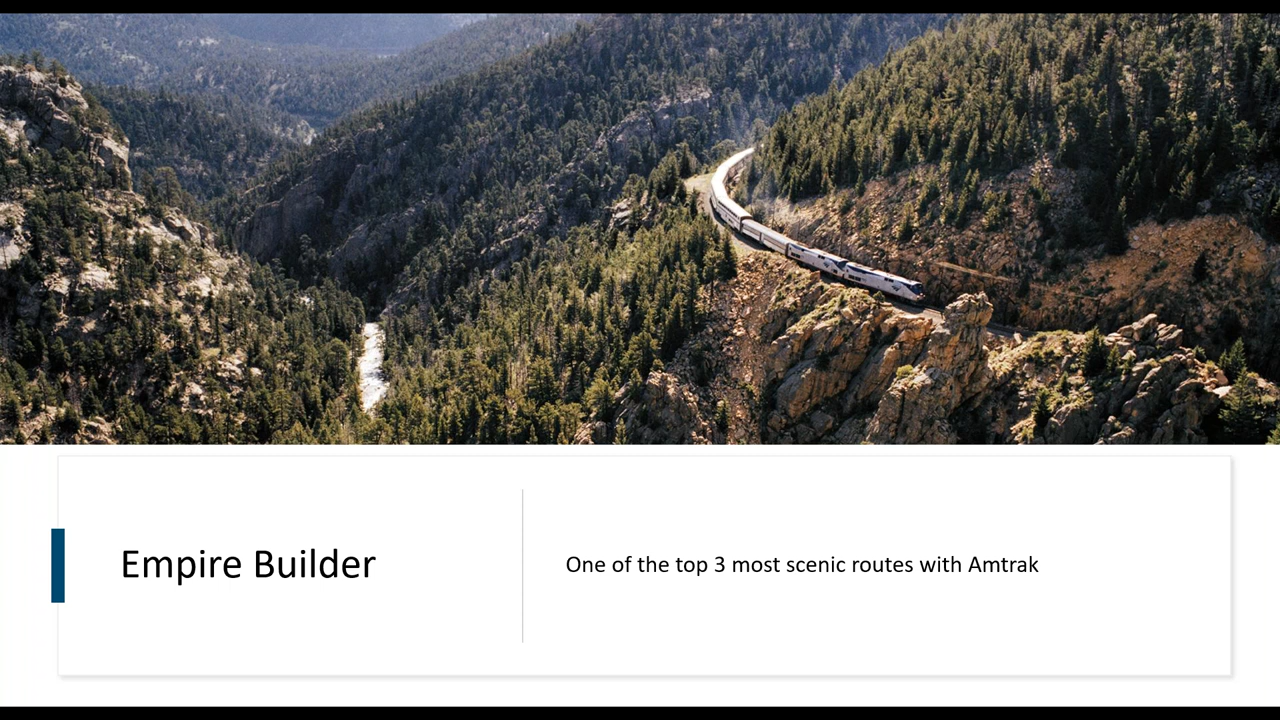 Empire Builder
One of the top 3 most scenic routes with Amtrak